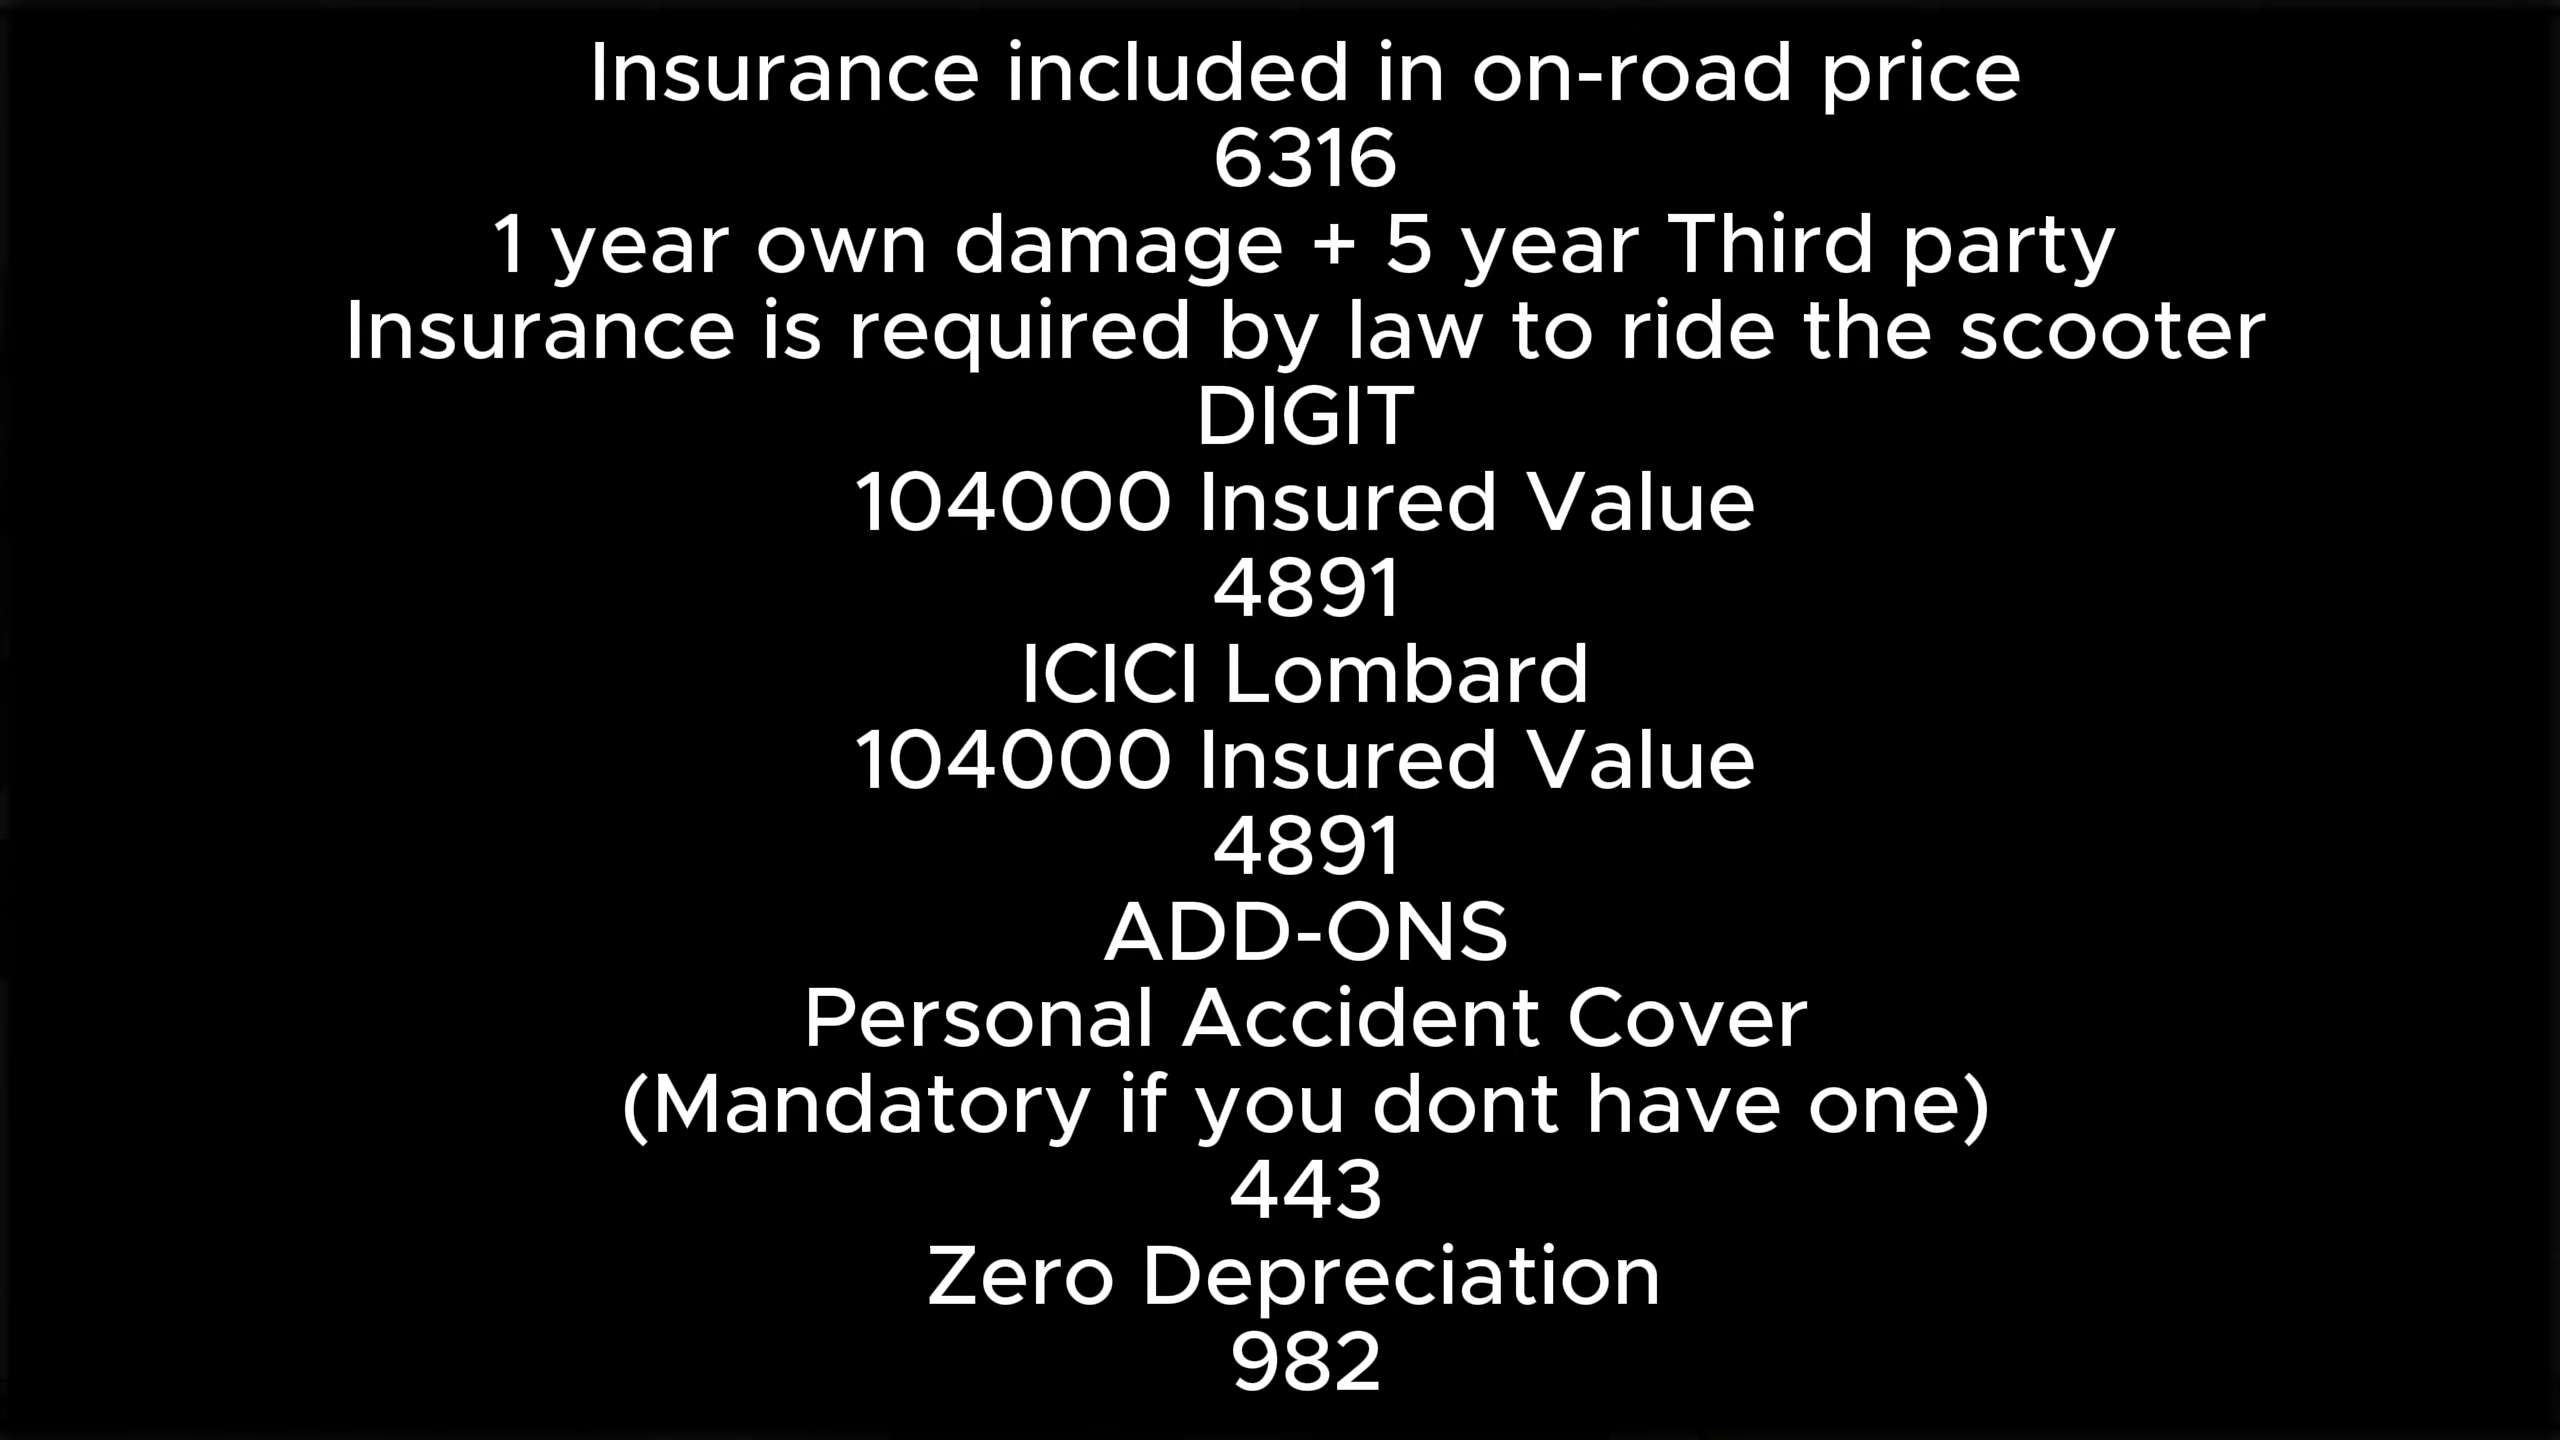 Insurance included in on-road price
6316
1 year own damage + 5 year Third party
Insurance is required by law to ride the scooter
DIGIT
104000 Insured Value
4891
ICICI Lombard
104000 Insured Value
4891
ADD-ONS
Personal Accident Cover
(Mandatory if you dont have one)
443
Zero Depreciation
982